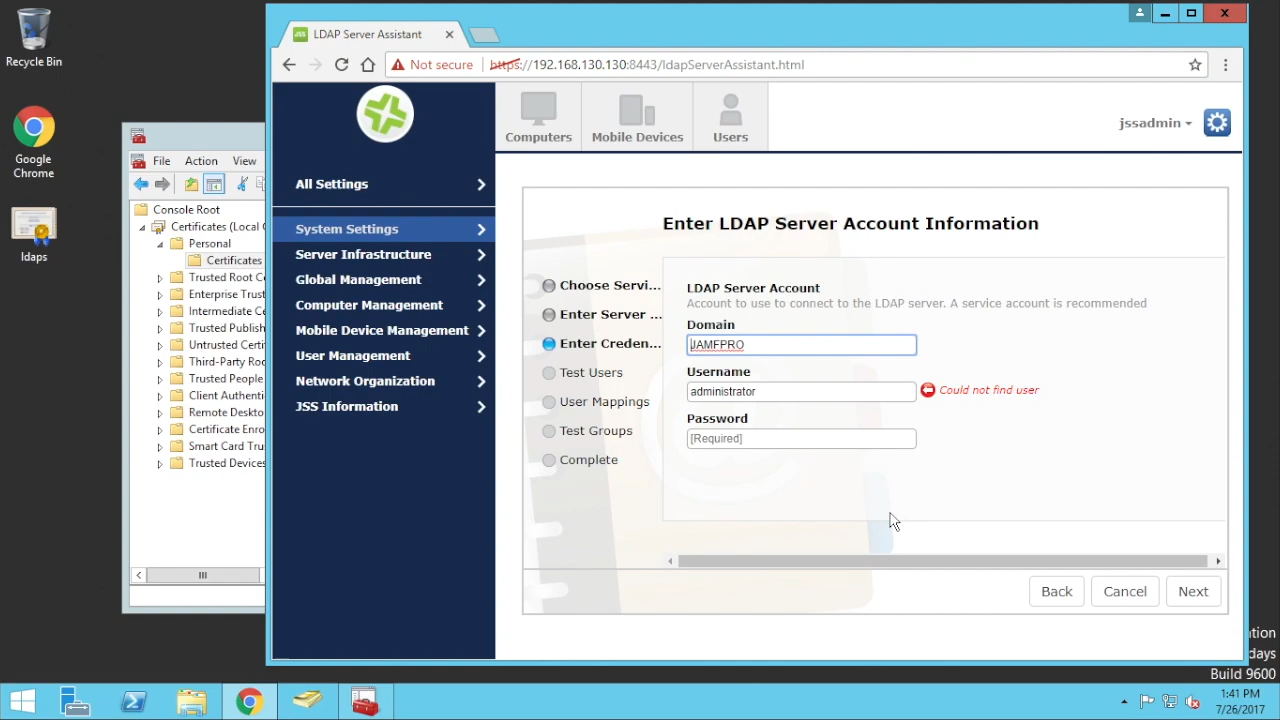 Recycle Bin
Google
Chrome
ldaps
File Action View
Console Root
Certificates (Local C
Personal
Certificates
Trusted Root Ce
Enterprise Trust
Intermediate Ce
Trusted Publish
Untrusted Certif
Third-Party Roo
Trusted People
Client Authenti
Remote Deskto
Certificate Enro
Smart Card Trus
Trusted Devices
JSS LDAP Server Assistant
Not secure https://192.168.130.130:8443/ldapServerAssistant.html
Computers
Mobile Devices
Users
jssadmin
All Settings
System Settings
Server Infrastructure
Global Management
Computer Management
Mobile Device Management
User Management
Network Organization
JSS Information
Enter LDAP Server Account Information
Choose Servi...
Enter Server ...
Enter Creden...
Test Users
User Mappings
Test Groups
Complete
LDAP Server Account
Account to use to connect to the LDAP server. A service account is recommended
Domain
JAMFPRO
Username
administrator
Could not find user
Password
[Required]
Back
Cancel
Next
ation
days
Build 9600
1:41 PM
7/26/2017